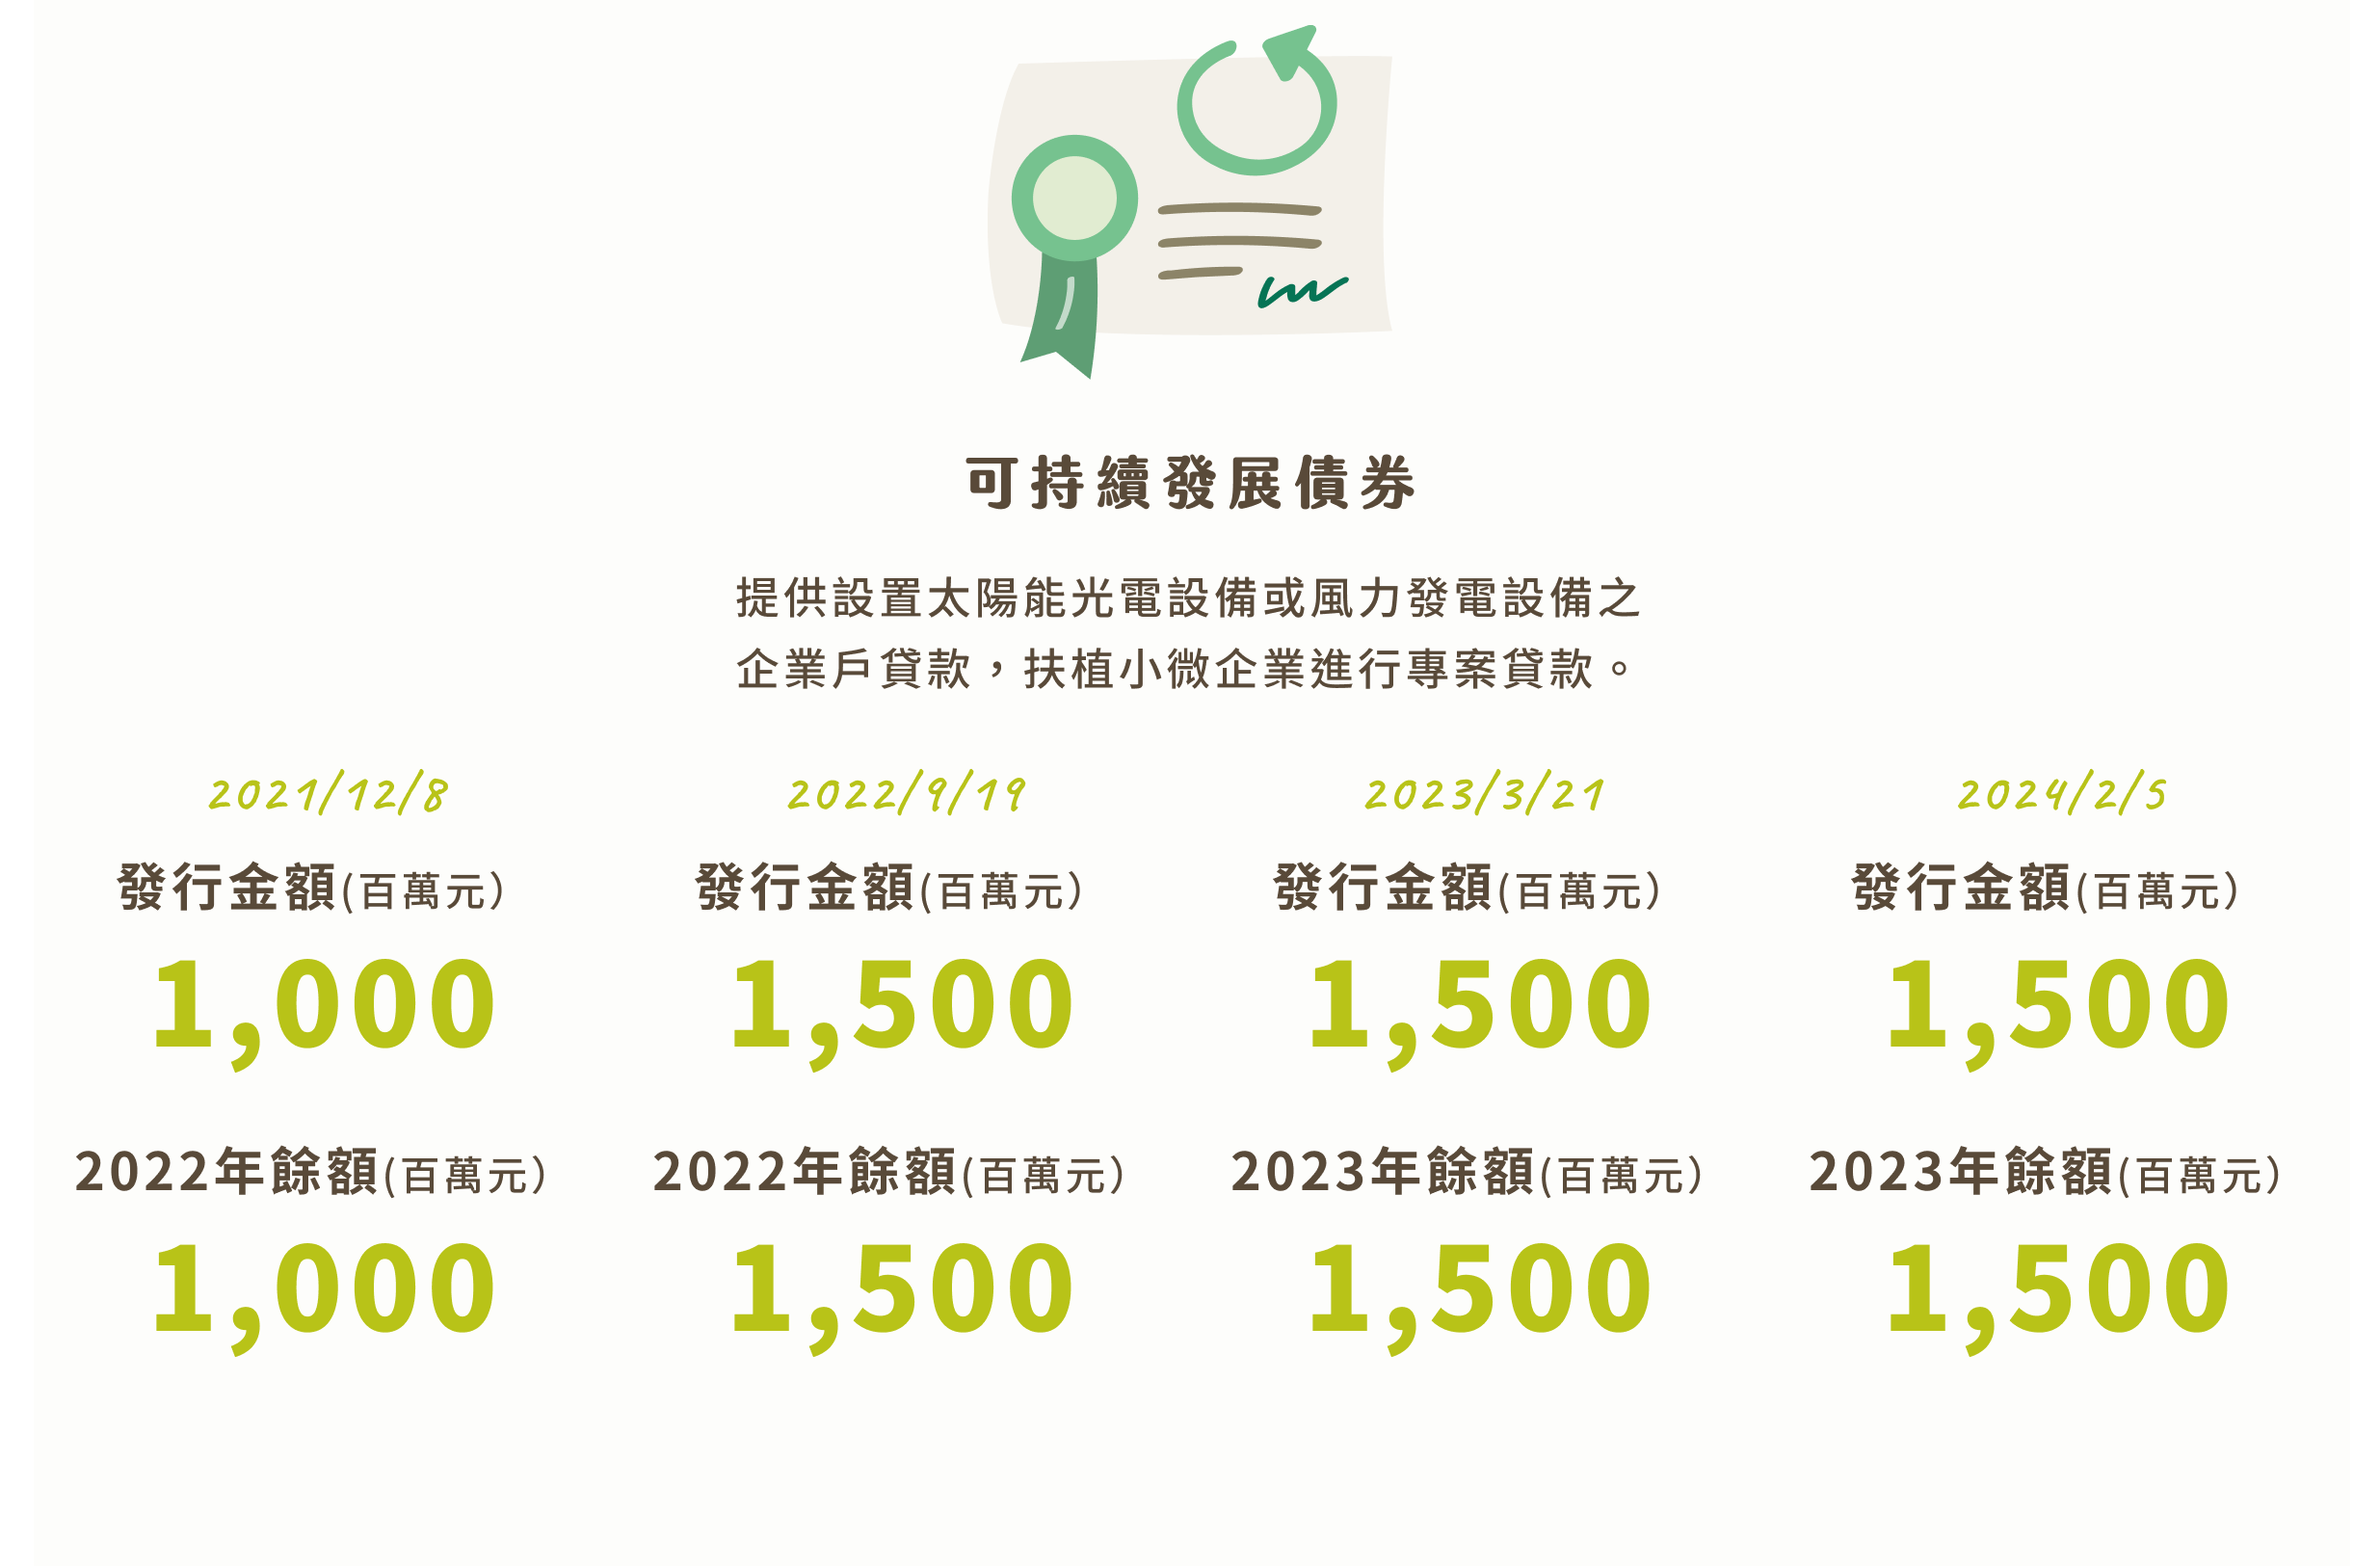 可持續發展債券
提供設置太陽能光電設備或風力發電設備之
企業戶貸款，扶植小微企業進行專案貸款。
2021/12/8
發行金額(百萬元)
1,000
2022年餘額(百萬元)
1,000
2022/9/19
發行金額(百萬元)
1,500
2022年餘額(百萬元)
1,500
2023/3/21
發行金額(百萬元)
1,500
2023年餘額(百萬元)
1,500
2024/2/5
發行金額(百萬元)
1,500
2023年餘額(百萬元)
1,500